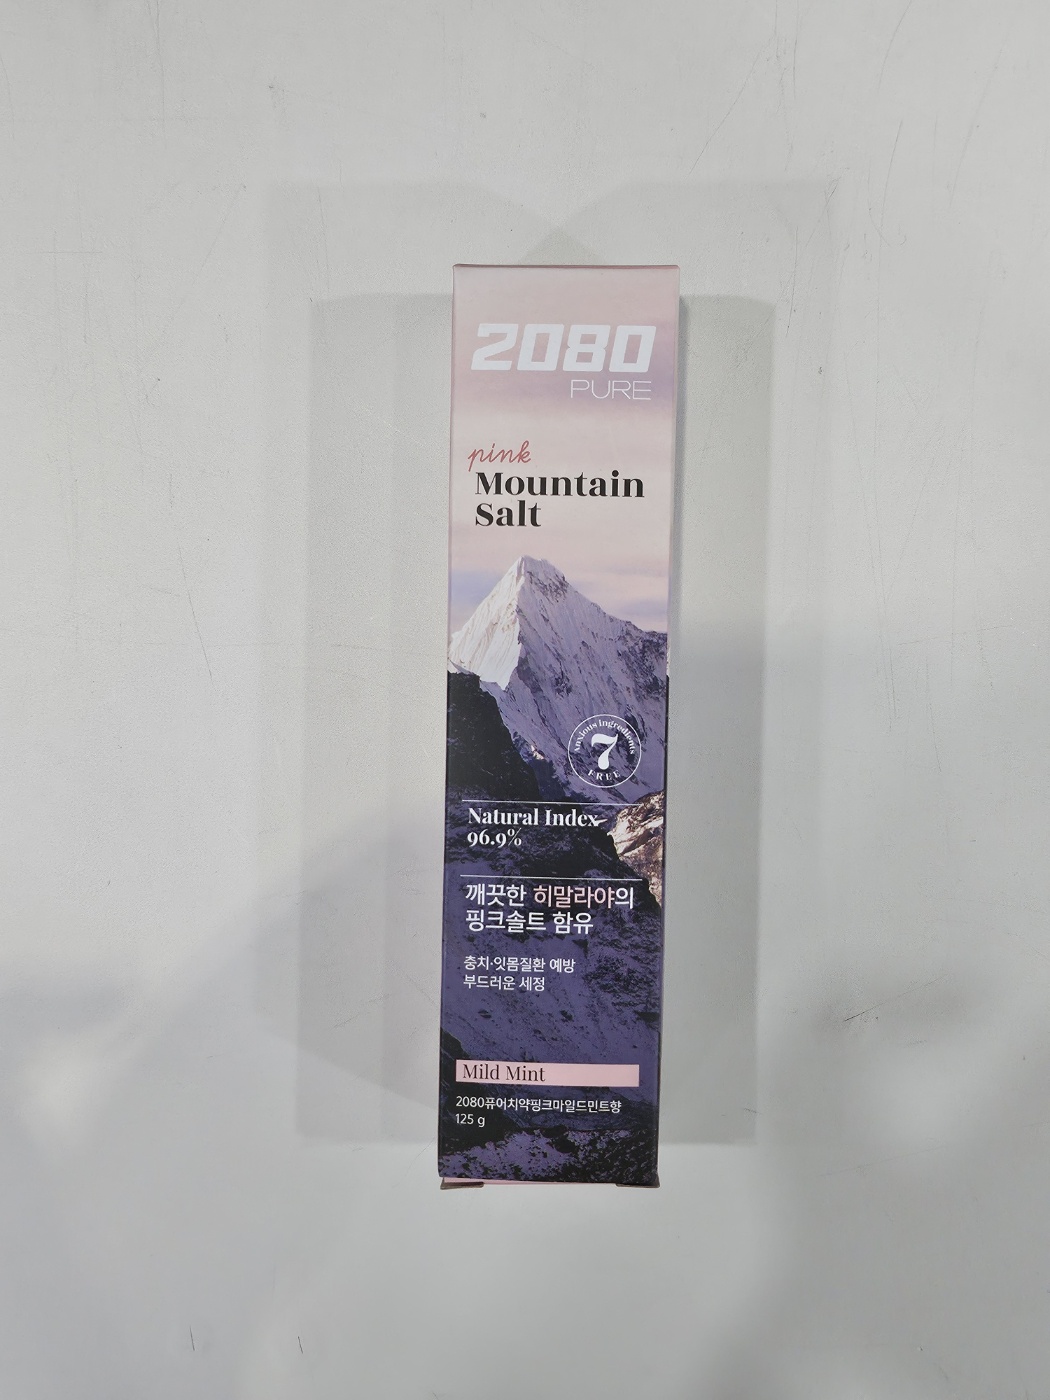 2080
PURE
pink
Mountain
Salt
Anxious ingredients
7
FREE
Natural Index
96.9%
깨끗한 히말라야의
핑크솔트 함유
충치·잇몸질환 예방
부드러운 세정
Mild Mint
2080퓨어치약핑크마일드민트향
125 g